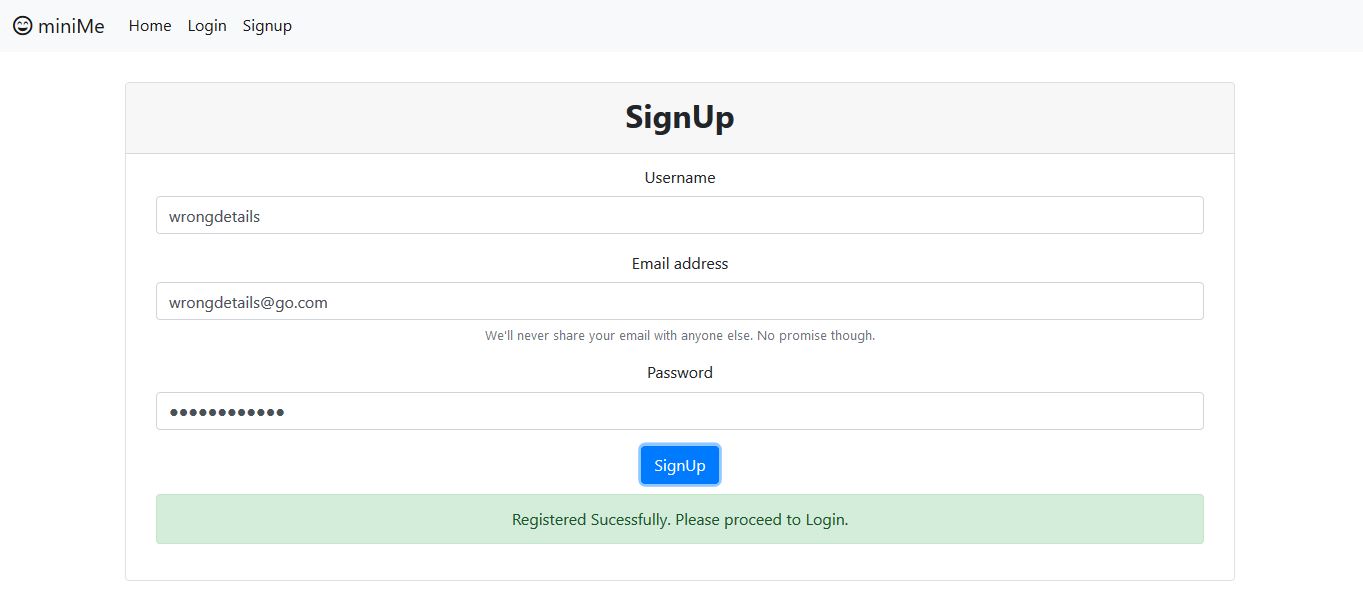 miniMe Home Login Signup
SignUp
Username
wrongdetails
Email address
wrongdetails@go.com
We'll never share your email with anyone else. No promise though.
Password
●●●●●●●●●●●●
SignUp
Registered Sucessfully. Please proceed to Login.